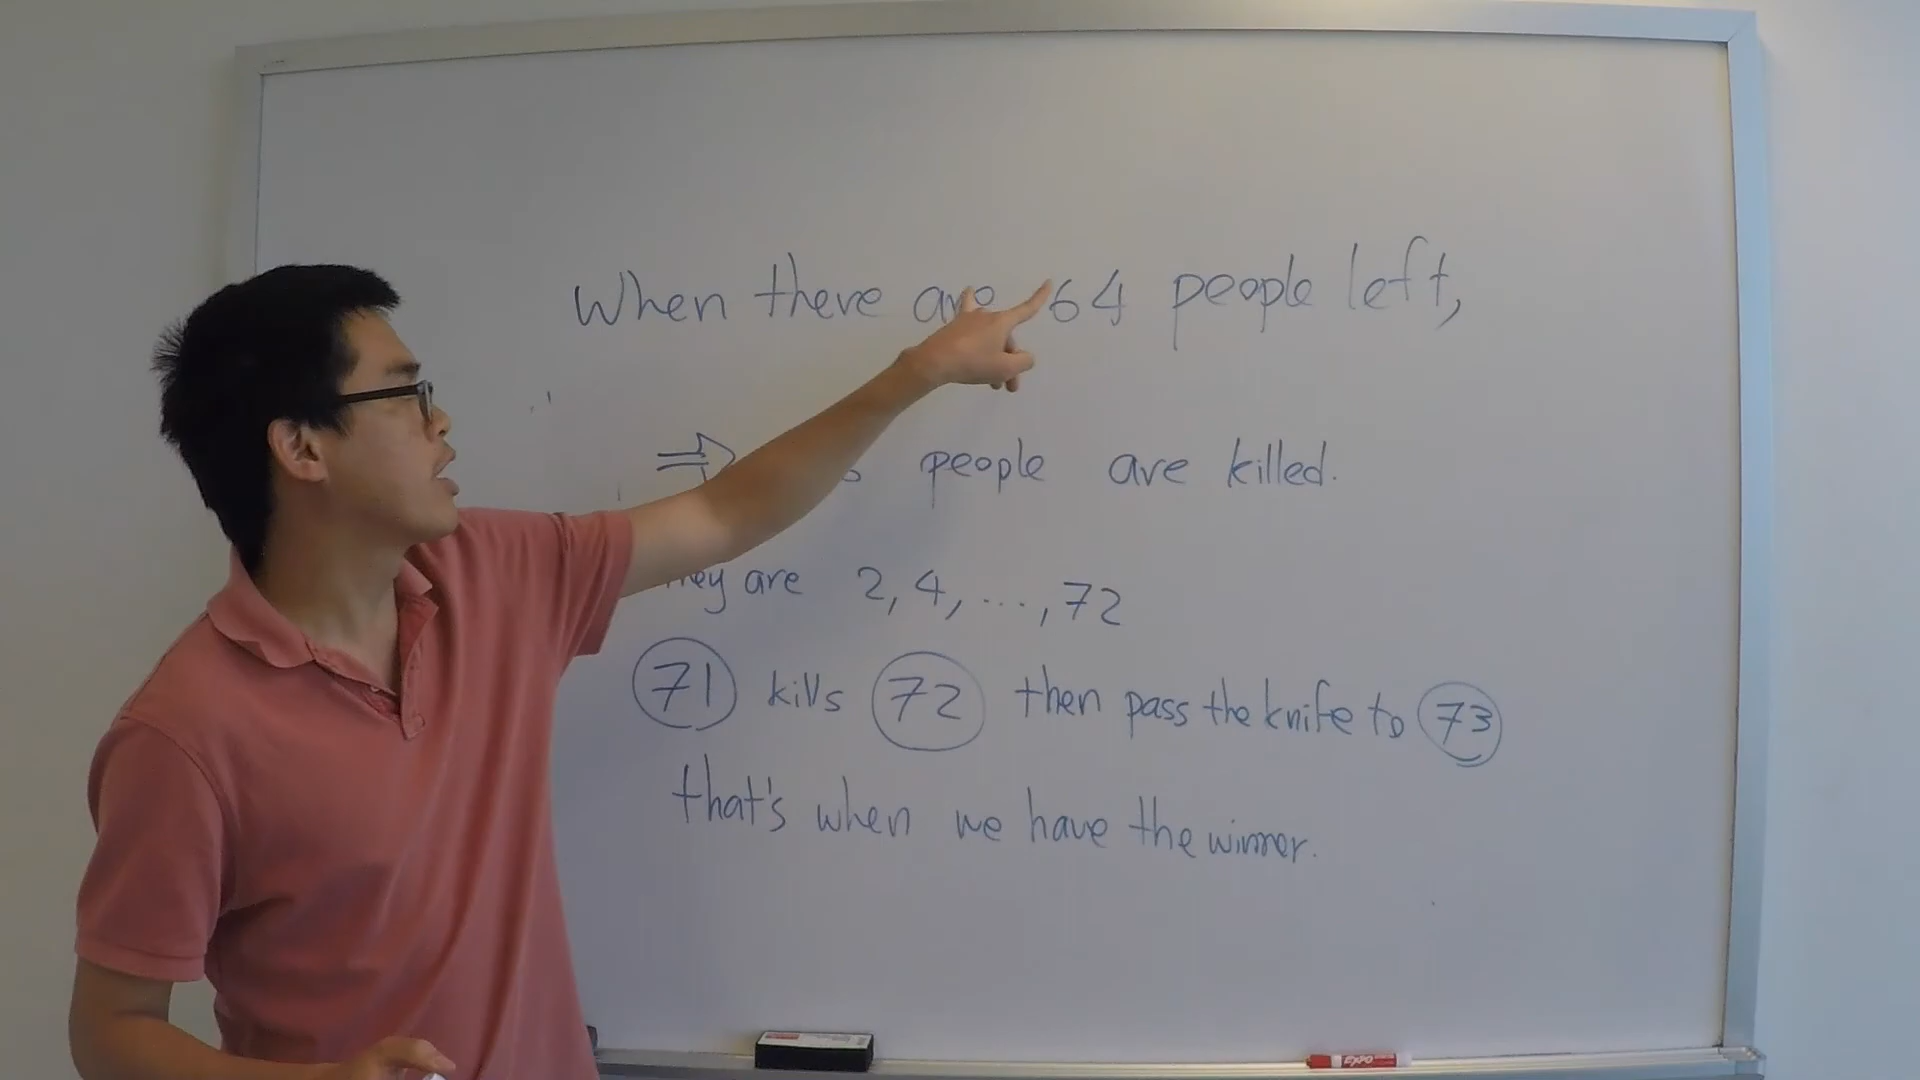 When there are 64 people left,
⇒ people are killed.
are 2, 4, ..., 72
71 kills 72 then pass the knife to 73
that's when we have the winner.
EXPO